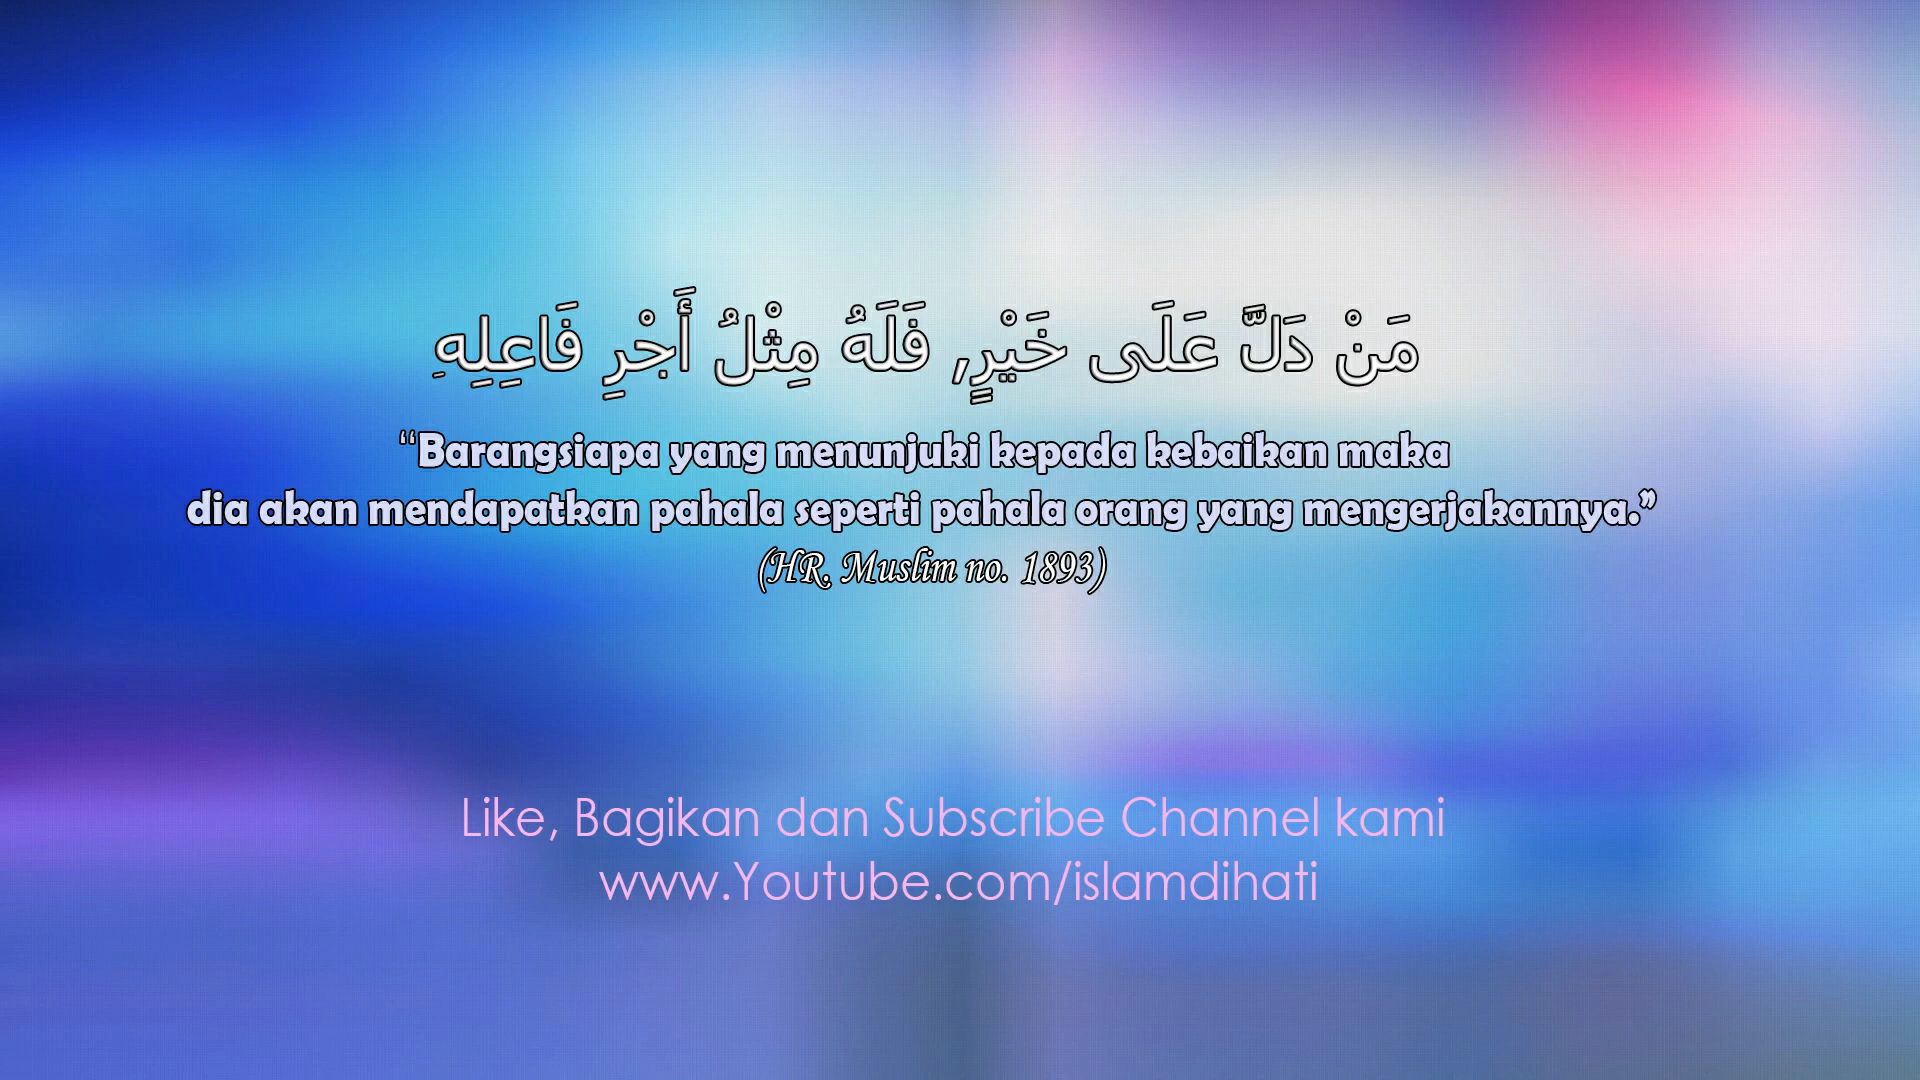 مَنْ دَلَّ عَلَى خَيْرٍ, فَلَهُ مِثْلُ أَجْرِ فَاعِلِهِ
“Barangsiapa yang menunjuki kepada kebaikan maka
dia akan mendapatkan pahala seperti pahala orang yang mengerjakannya.”
(HR. Muslim no. 1893)
Like, Bagikan dan Subscribe Channel kami
www.Youtube.com/islamdihati